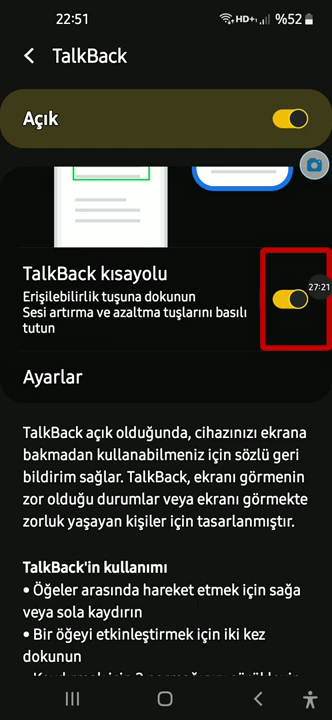 22:51 HD+ %52
TalkBack
Açık
TalkBack kısayolu
Erişilebilirlik tuşuna dokunun
Sesi artırma ve azaltma tuşlarını basılı
tutun
27:21
Ayarlar
TalkBack açık olduğunda, cihazınızı ekrana
bakmadan kullanabilmeniz için sözlü geri
bildirim sağlar. TalkBack, ekranı görmenin
zor olduğu durumlar veya ekranı görmekte
zorluk yaşayan kişiler için tasarlanmıştır.
TalkBack'in kullanımı
• Öğeler arasında hareket etmek için sağa
veya sola kaydırın
• Bir öğeyi etkinleştirmek için iki kez
dokunun